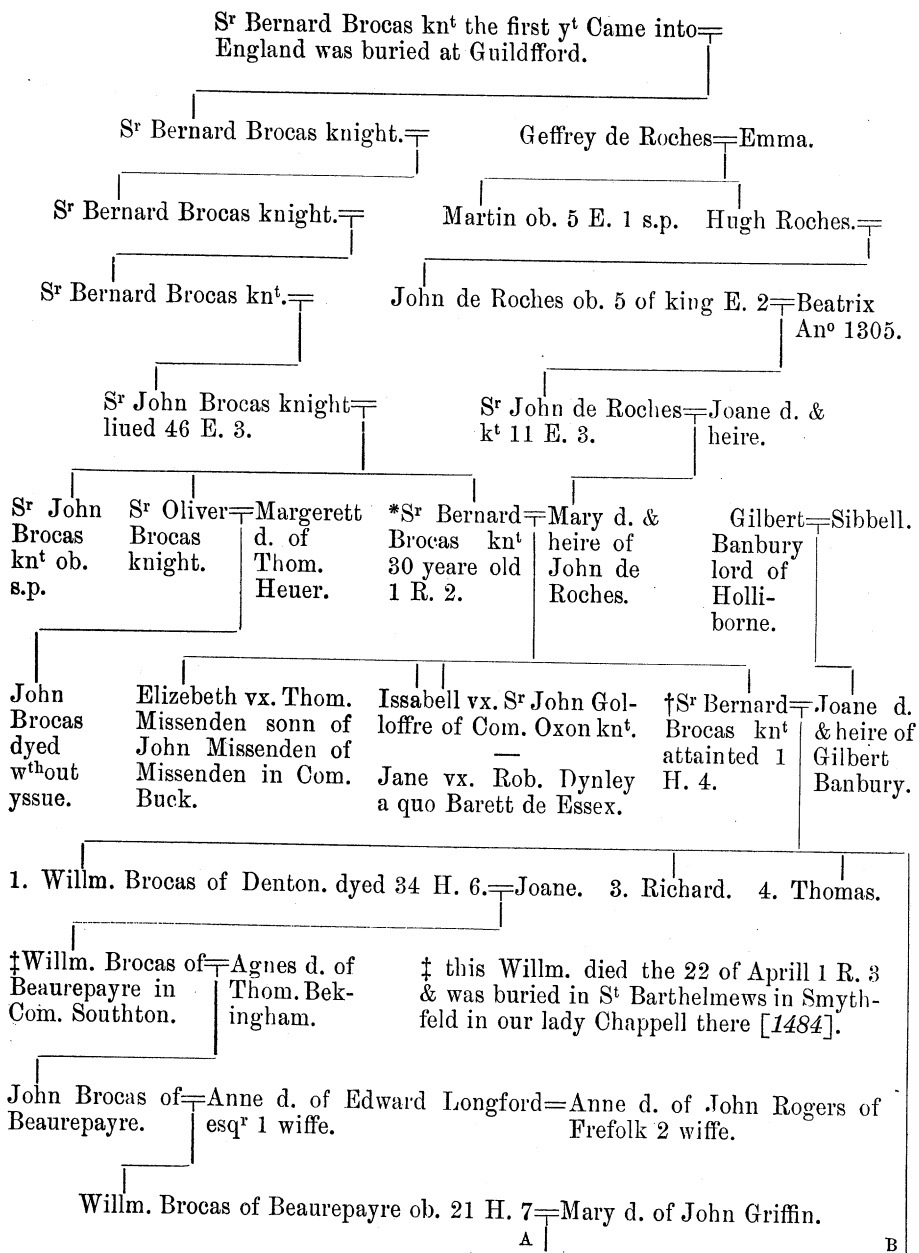 Sʳ Bernard Brocas knᵗ the first yᵗ Came into
England was buried at Guildfford.
Sʳ Bernard Brocas knight. Geffrey de Roches=Emma.
Sʳ Bernard Brocas knight. Martin ob. 5 E. 1 s.p. Hugh Roches.
Sʳ Bernard Brocas knᵗ. John de Roches ob. 5 of king E. 2=Beatrix
Anº 1305.
Sʳ John Brocas knight
liued 46 E. 3.
Sʳ John de Roches=Joane d. &
kᵗ 11 E. 3. heire.
Sʳ John
Brocas
knᵗ ob.
s.p.
Sʳ Oliver=
Brocas
knight.
Margerett
d. of
Thom.
Heuer.
*Sʳ Bernard=
Brocas knᵗ
30 yeare old
1 R. 2.
Mary d. &
heire of
John de
Roches.
Gilbert=Sibbell.
Banbury
lord of
Holli-
borne.
John
Brocas
dyed
wᵗʰout
yssue.
Elizebeth vx. Thom.
Missenden sonn of
John Missenden of
Missenden in Com.
Buck.
Issabell vx. Sʳ John Gol-
loffre of Com. Oxon knᵗ.
—
Jane vx. Rob. Dynley
a quo Barett de Essex.
†Sʳ Bernard=
Brocas knᵗ
attainted 1
H. 4.
Joane d.
& heire of
Gilbert
Banbury.
1. Willm. Brocas of Denton. dyed 34 H. 6.=Joane. 3. Richard. 4. Thomas.
‡Willm. Brocas of=
Beaurepayre in
Com. Southton.
Agnes d. of
Thom. Bek-
ingham.
‡ this Willm. died the 22 of Aprill 1 R. 3
& was buried in Sᵗ Barthelmews in Smyth-
feld in our lady Chappell there [1484].
John Brocas of=Anne d. of Edward Longford=Anne d. of John Rogers of
Beaurepayre. esqʳ 1 wiffe. Frefolk 2 wiffe.
Willm. Brocas of Beaurepayre ob. 21 H. 7=Mary d. of John Griffin.
A B